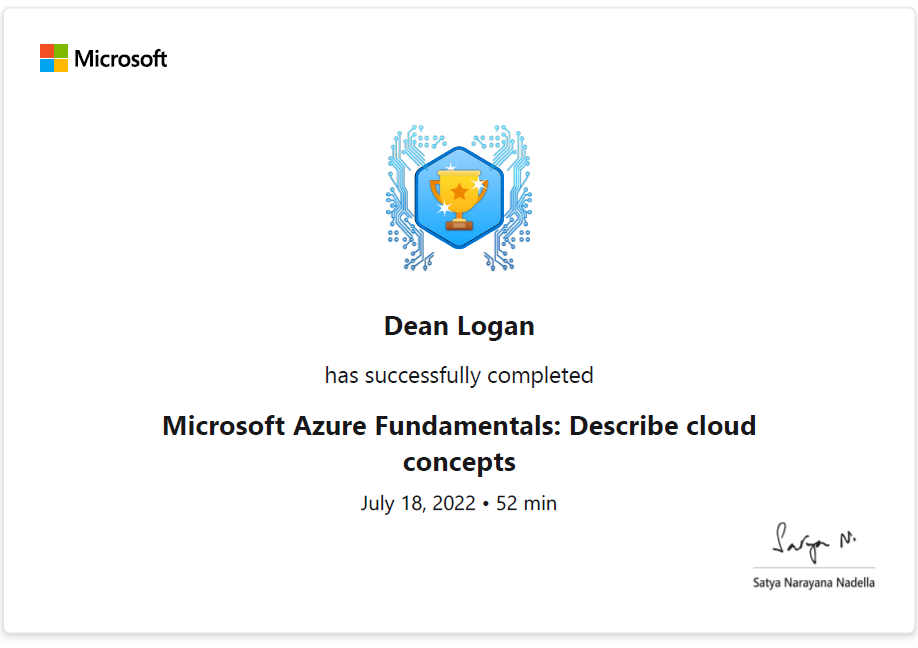 Microsoft
Dean Logan
has successfully completed
Microsoft Azure Fundamentals: Describe cloud
concepts
July 18, 2022 • 52 min
Satya N.
Satya Narayana Nadella